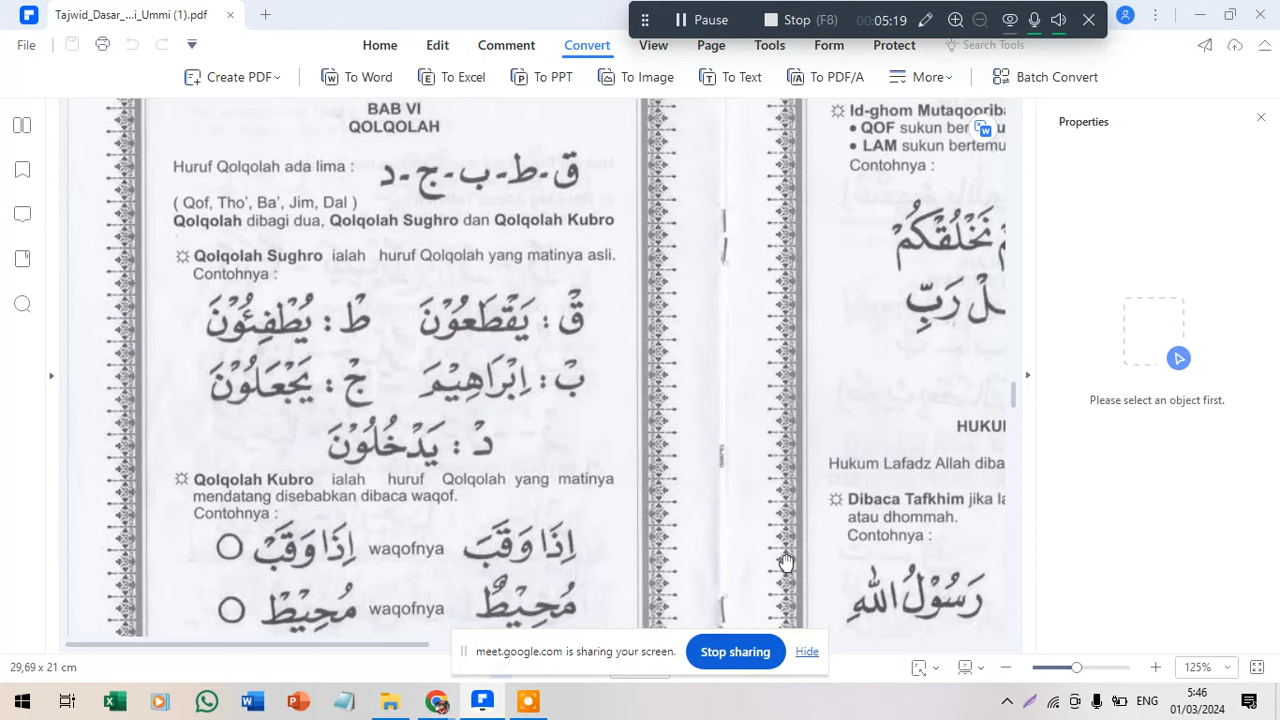 Tajwid_Dasar_...i_Ummi (1).pdf
Pause
Stop (F8)
00:05:19
File
Home Edit Comment Convert View Page Tools Form Protect Search Tools
Create PDF To Word To Excel To PPT To Image To Text To PDF/A More Batch Convert
BAB VI
QOLQOLAH
Huruf Qolqolah ada lima : ق - ط - ب - ج - د
( Qof, Tho', Ba', Jim, Dal )
Qolqolah dibagi dua, Qolqolah Sughro dan Qolqolah Kubro
Qolqolah Sughro ialah huruf Qolqolah yang matinya asli.
Contohnya :
قْ : يَقْطَعُوْنَ طْ : يُطْفِئُوْنَ
بْ : اِبْرَاهِيْمَ جْ : يَجْعَلُوْنَ
دْ : يَدْخُلُوْنَ
Qolqolah Kubro ialah huruf Qolqolah yang matinya
mendatang disebabkan dibaca waqof.
Contohnya :
اِذَا وَقَبَ waqofnya اِذَا وَقَبْ
مُحِيْطٌ waqofnya مُحِيْطْ
Id-ghom Mutaqoorib
• QOF sukun ber
• LAM sukun bertemu
Contohnya :
نَخْلُقْكُمْ
رَبِّ
HUKU
Hukum Lafadz Allah diba
Dibaca Tafkhim jika la
atau dhommah.
Contohnya :
رَسُوْلُ اللّٰهِ
TAJWID
Properties
Please select an object first.
meet.google.com is sharing your screen.
Stop sharing
Hide
29,69 x 21 cm
125%
ENG
5:46
01/03/2024